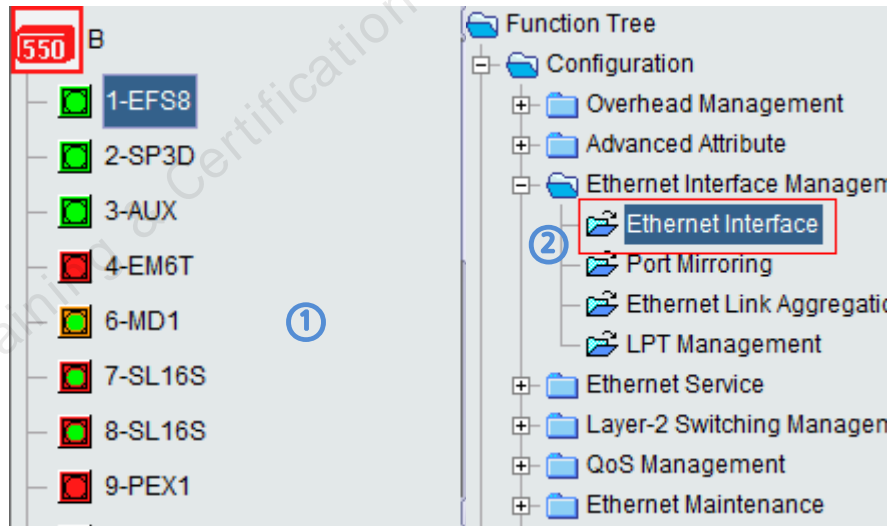 550
B
1-EFS8
2-SP3D
3-AUX
4-EM6T
6-MD1
①
7-SL16S
8-SL16S
9-PEX1
Function Tree
Configuration
Overhead Management
Advanced Attribute
Ethernet Interface Managem
Ethernet Interface
②
Port Mirroring
Ethernet Link Aggregatio
LPT Management
Ethernet Service
Layer-2 Switching Managem
QoS Management
Ethernet Maintenance
aining & Certification